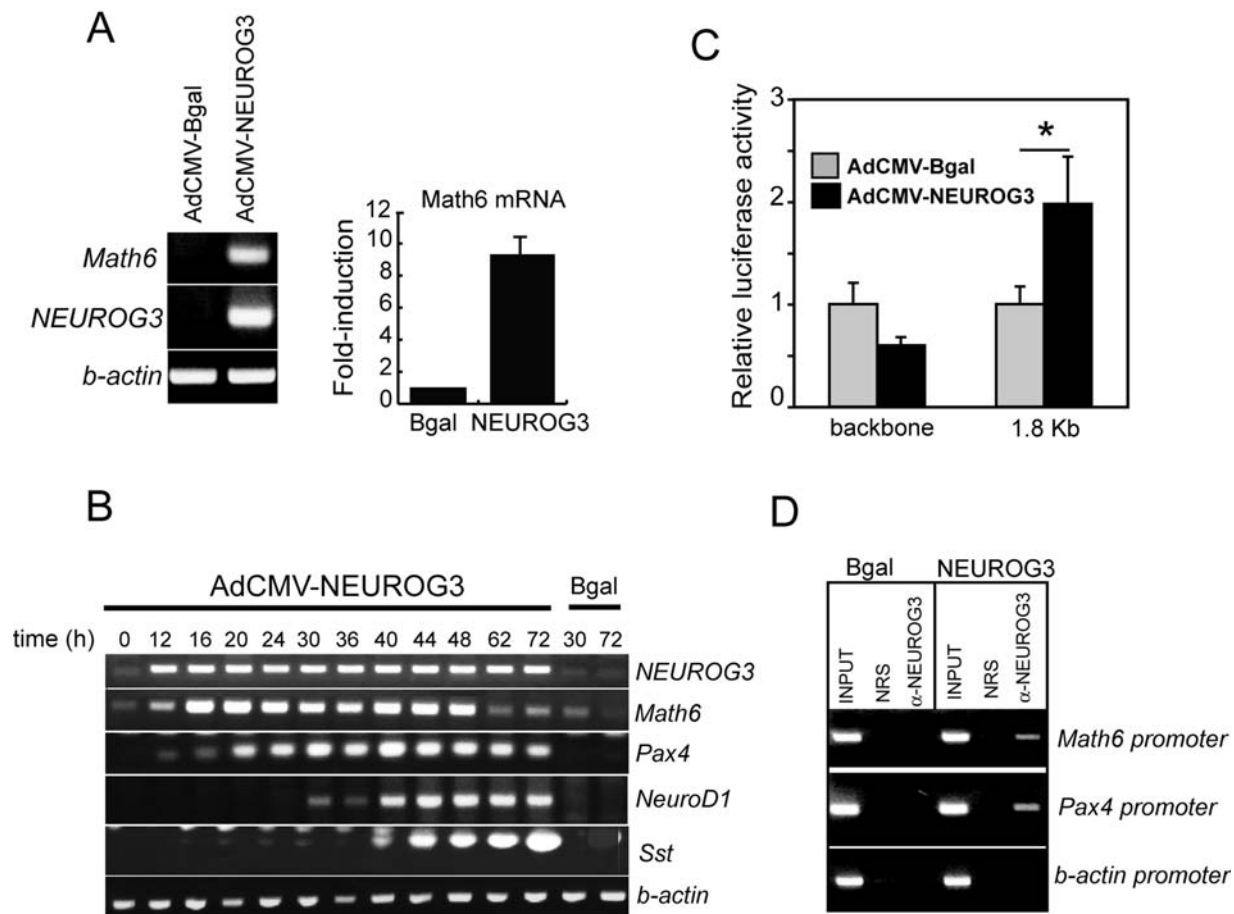 A
AdCMV-Bgal
AdCMV-NEUROG3
Math6
NEUROG3
b-actin
Math6 mRNA
Fold-induction
12
10
8
6
4
2
0
Bgal NEUROG3
C
Relative luciferase activity
3
2
1
0
AdCMV-Bgal
AdCMV-NEUROG3
*
backbone 1.8 Kb
B
AdCMV-NEUROG3 Bgal
time (h) 0 12 16 20 24 30 36 40 44 48 62 72 30 72
NEUROG3
Math6
Pax4
NeuroD1
Sst
b-actin
D
Bgal NEUROG3
INPUT NRS α-NEUROG3 INPUT NRS α-NEUROG3
Math6 promoter
Pax4 promoter
b-actin promoter